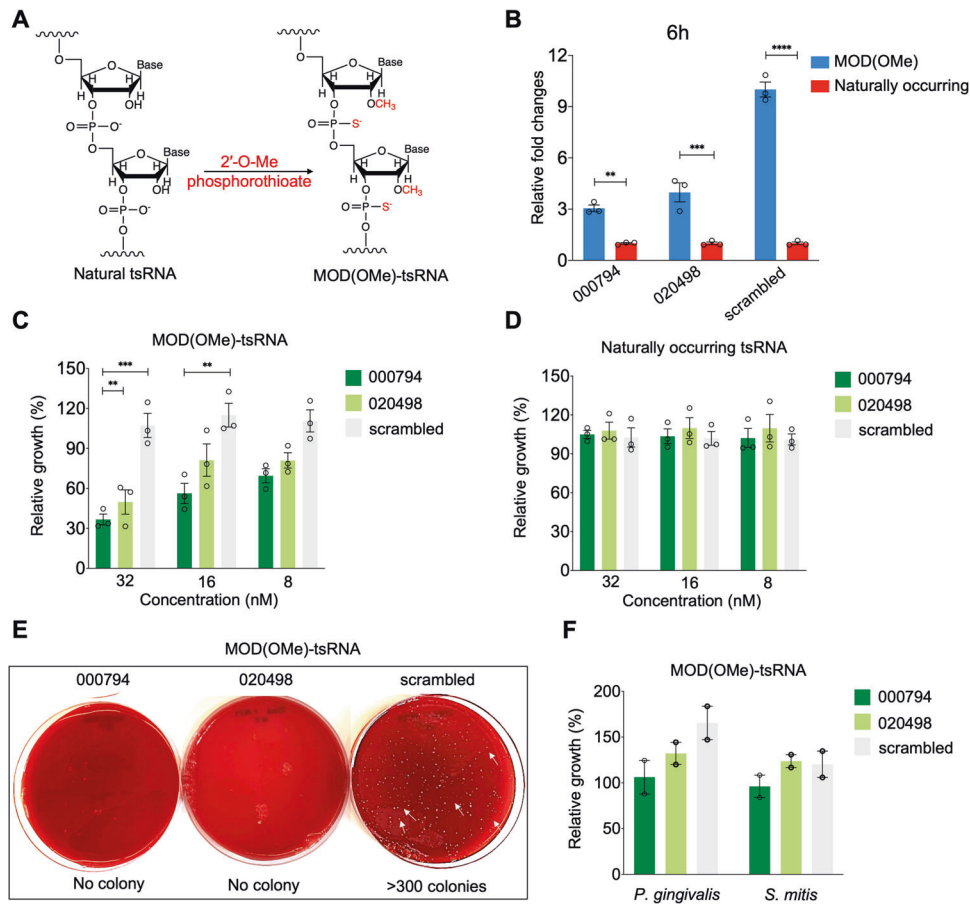 A
Base
O
O
H
H
H
H
O
OH
O=P-O-
O
Base
O
H
H
H
H
O
OH
O=P-O-
O
Natural tsRNA
2′-O-Me
phosphorothioate
Base
O
O
H
H
H
H
O
OCH3
O=P-S-
O
Base
O
H
H
H
H
O
OCH3
O=P-S-
O
MOD(OMe)-tsRNA
B
6h
Relative fold changes
12
9
6
3
0
**
***
****
000794
020498
scrambled
MOD(OMe)
Naturally occurring
C
MOD(OMe)-tsRNA
Relative growth (%)
150
120
90
60
30
0
***
**
**
32
16
8
Concentration (nM)
000794
020498
scrambled
D
Naturally occurring tsRNA
Relative growth (%)
150
120
90
60
30
0
32
16
8
Concentration (nM)
000794
020498
scrambled
E
MOD(OMe)-tsRNA
000794
020498
scrambled
No colony
No colony
>300 colonies
F
MOD(OMe)-tsRNA
Relative growth (%)
200
150
100
50
0
P. gingivalis
S. mitis
000794
020498
scrambled